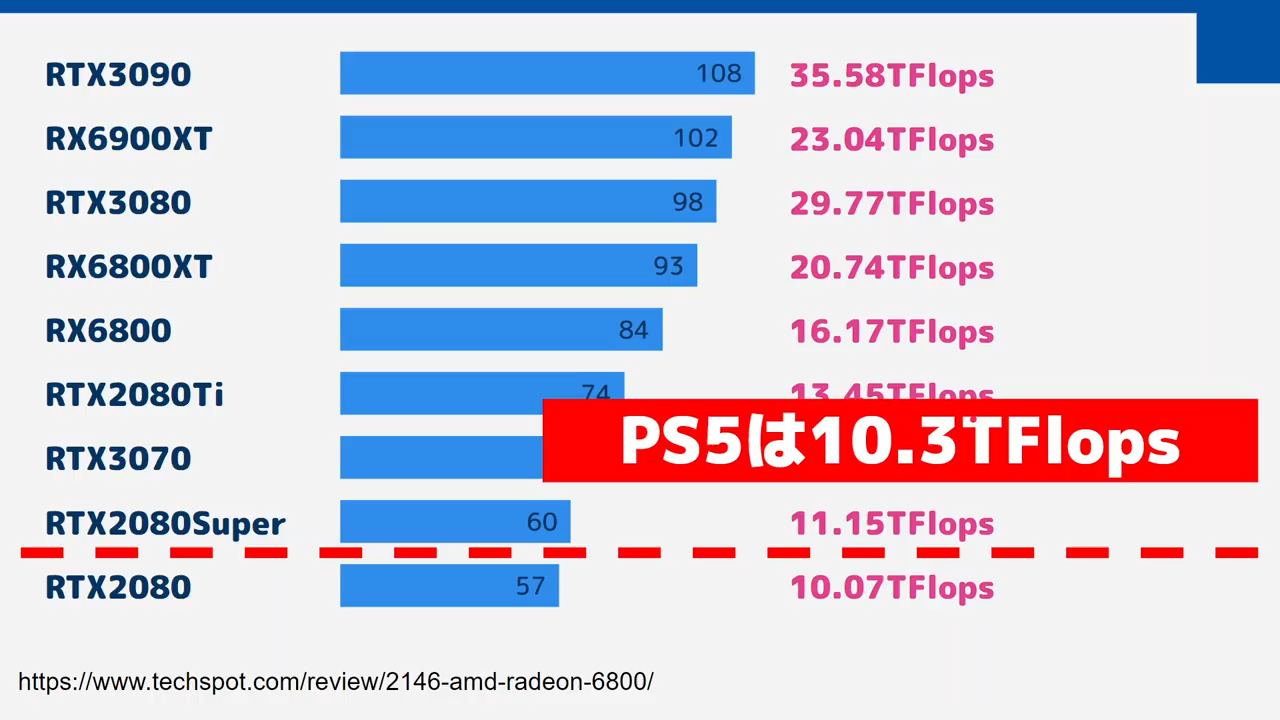 RTX3090 108 35.58TFlops
RX6900XT 102 23.04TFlops
RTX3080 98 29.77TFlops
RX6800XT 93 20.74TFlops
RX6800 84 16.17TFlops
RTX2080Ti 74 13.45TFlops
PS5は10.3TFlops
RTX3070
RTX2080Super 60 11.15TFlops
RTX2080 57 10.07TFlops
https://www.techspot.com/review/2146-amd-radeon-6800/